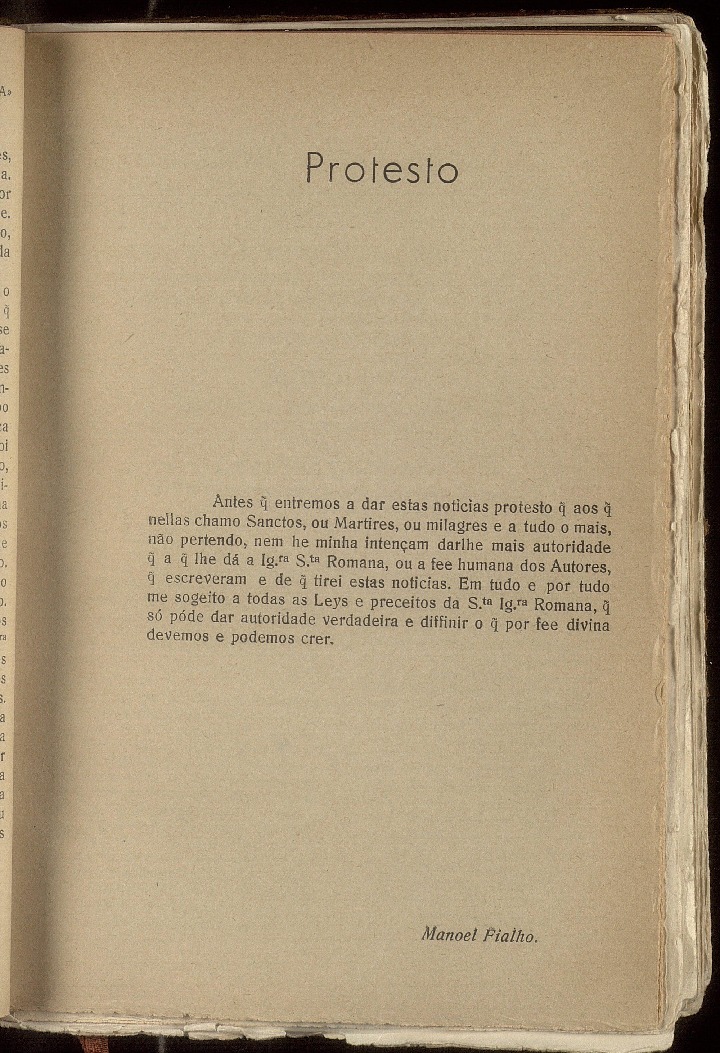 Protesto
Antes q̃ entremos a dar estas noticias protesto q̃ aos q̃
nellas chamo Sanctos, ou Martires, ou milagres e a tudo o mais,
não pertendo, nem he minha intençam darlhe mais autoridade
q̃ a q̃ lhe dá a Ig.ʳᵃ S.ᵗᵃ Romana, ou a fee humana dos Autores,
q̃ escreveram e de q̃ tirei estas noticias. Em tudo e por tudo
me sogeito a todas as Leys e preceitos da S.ᵗᵃ Ig.ʳᵃ Romana, q̃
só póde dar autoridade verdadeira e diffinir o q̃ por fee divina
devemos e podemos crer.
Manoel Fialho.